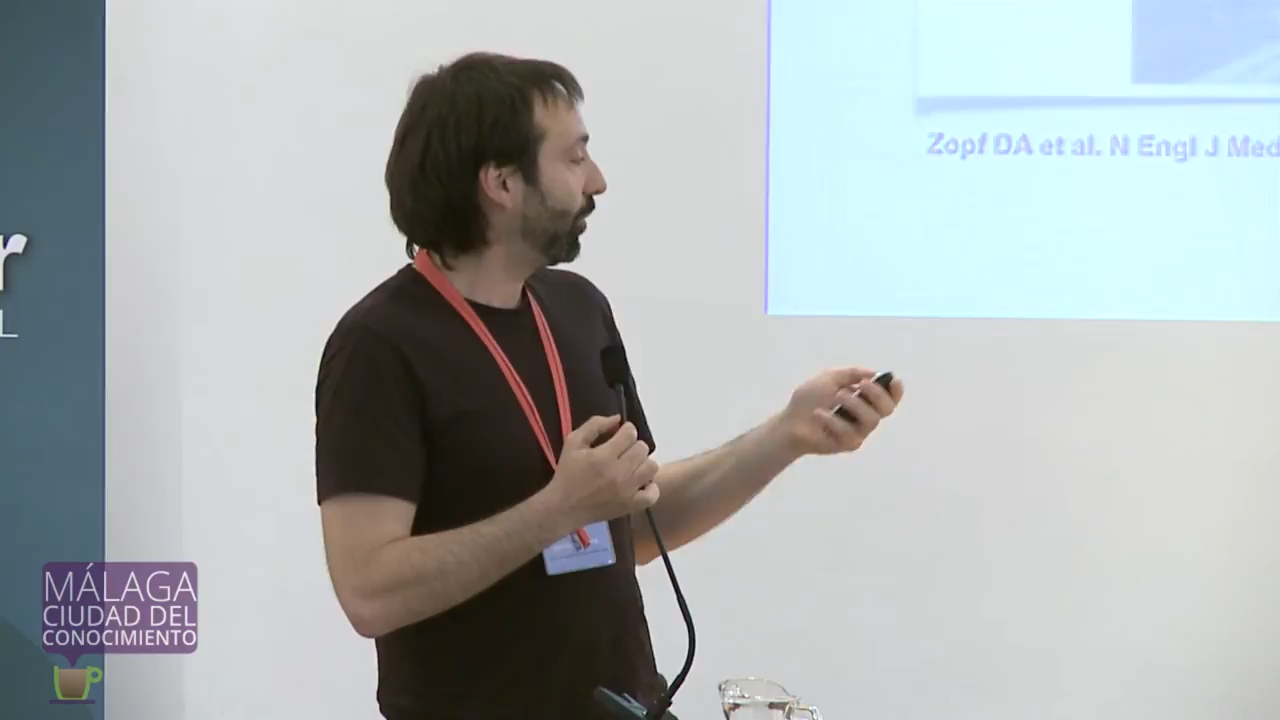 Zopf DA et al. N Engl J Med
r
L
MÁLAGA
CIUDAD DEL
CONOCIMIENTO